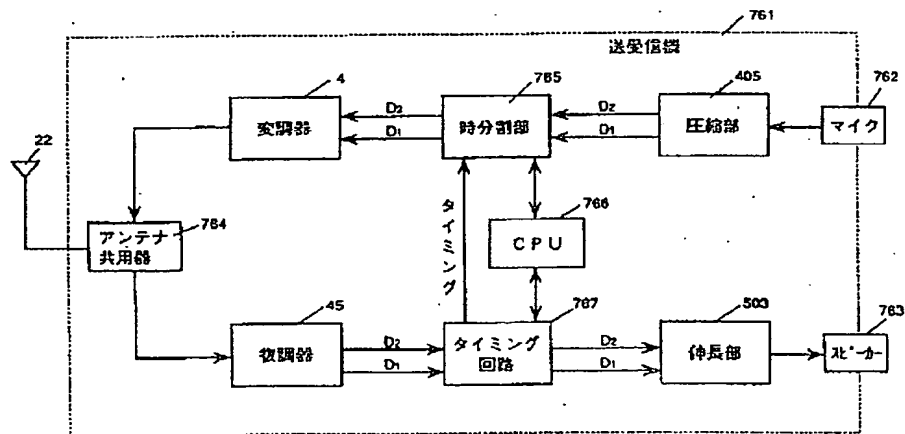 761
送受信機
4
変調器
D2
D1
765
時分割部
D2
D1
405
圧縮部
762
マイク
22
764
アンテナ
共用器
タイミング
766
CPU
45
復調器
D2
D1
767
タイミング
回路
D2
D1
503
伸長部
763
スピーカー